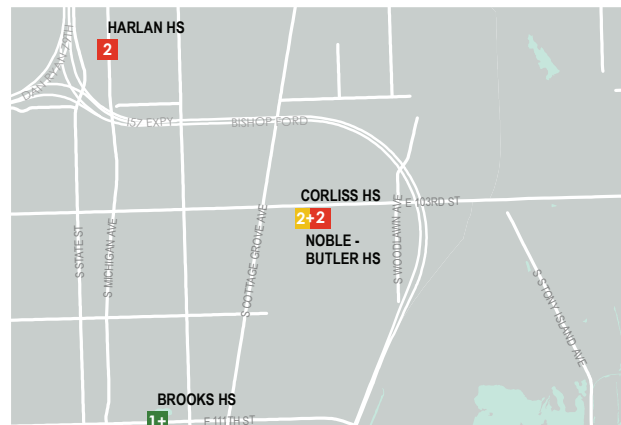 HARLAN HS
2
DAN RYAN 79TH
I57 EXPY
BISHOP FORD
CORLISS HS
E 103RD ST
2+2
NOBLE -
BUTLER HS
S STATE ST
S MICHIGAN AVE
S COTTAGE GROVE AVE
S WOODLAWN AVE
S STONY ISLAND AVE
BROOKS HS
1+
E 111TH ST